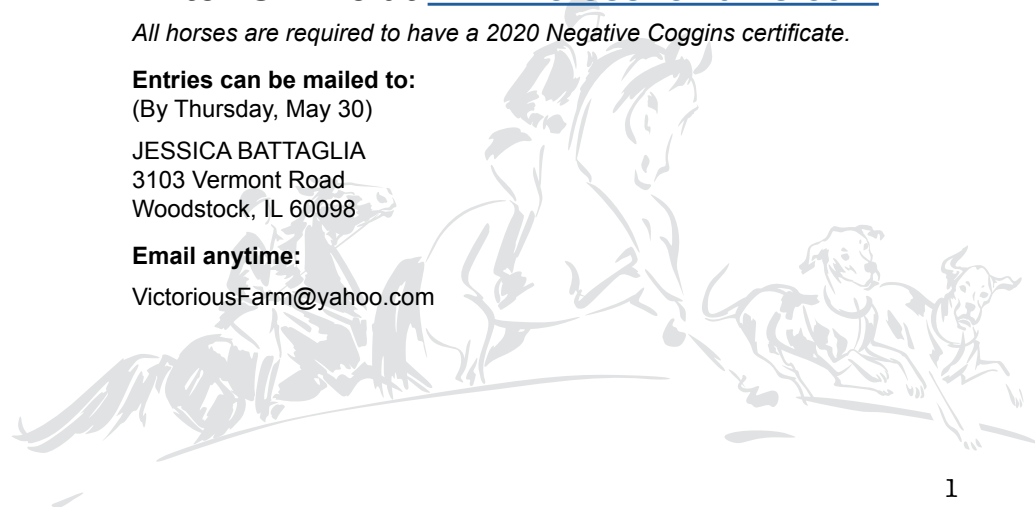 All horses are required to have a 2020 Negative Coggins certificate.
Entries can be mailed to:
(By Thursday, May 30)
JESSICA BATTAGLIA
3103 Vermont Road
Woodstock, IL 60098
Email anytime:
VictoriousFarm@yahoo.com
1